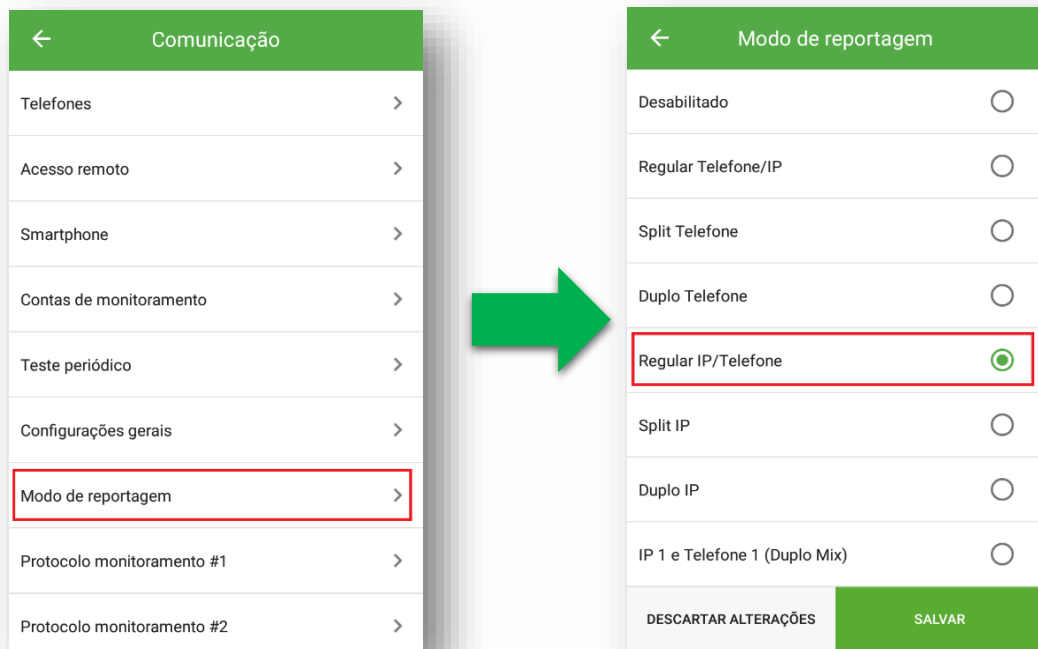 Comunicação
Telefones
Acesso remoto
Smartphone
Contas de monitoramento
Teste periódico
Configurações gerais
Modo de reportagem
Protocolo monitoramento #1
Protocolo monitoramento #2
Modo de reportagem
Desabilitado
Regular Telefone/IP
Split Telefone
Duplo Telefone
Regular IP/Telefone
Split IP
Duplo IP
IP 1 e Telefone 1 (Duplo Mix)
DESCARTAR ALTERAÇÕES
SALVAR